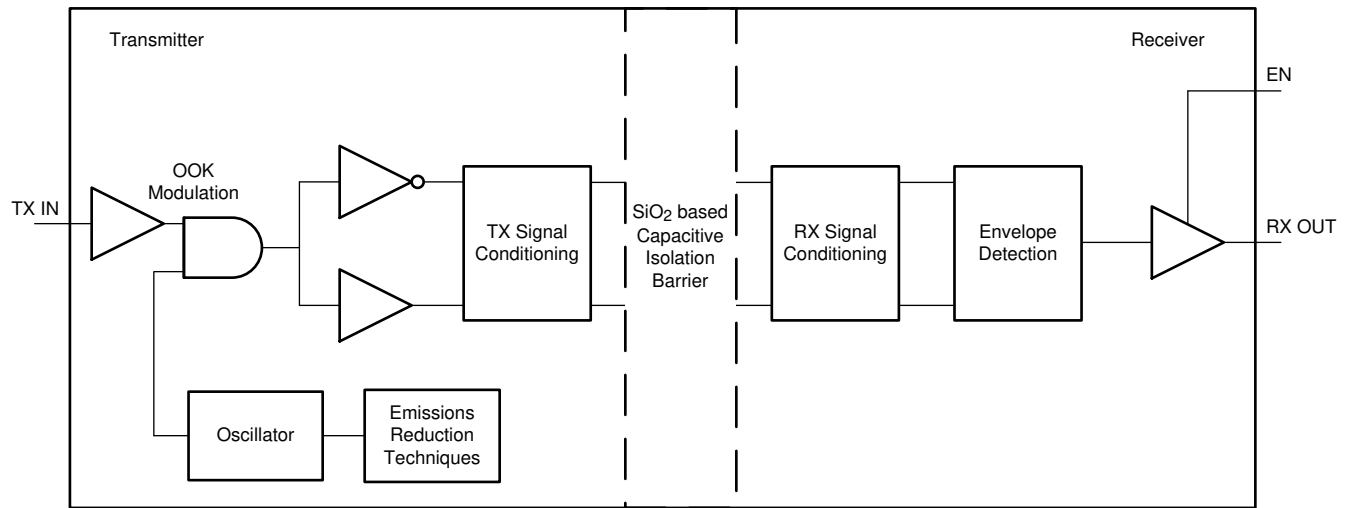 Transmitter
Receiver
EN
OOK
Modulation
TX IN
TX Signal
Conditioning
SiO₂ based
Capacitive
Isolation
Barrier
RX Signal
Conditioning
Envelope
Detection
RX OUT
Oscillator
Emissions
Reduction
Techniques